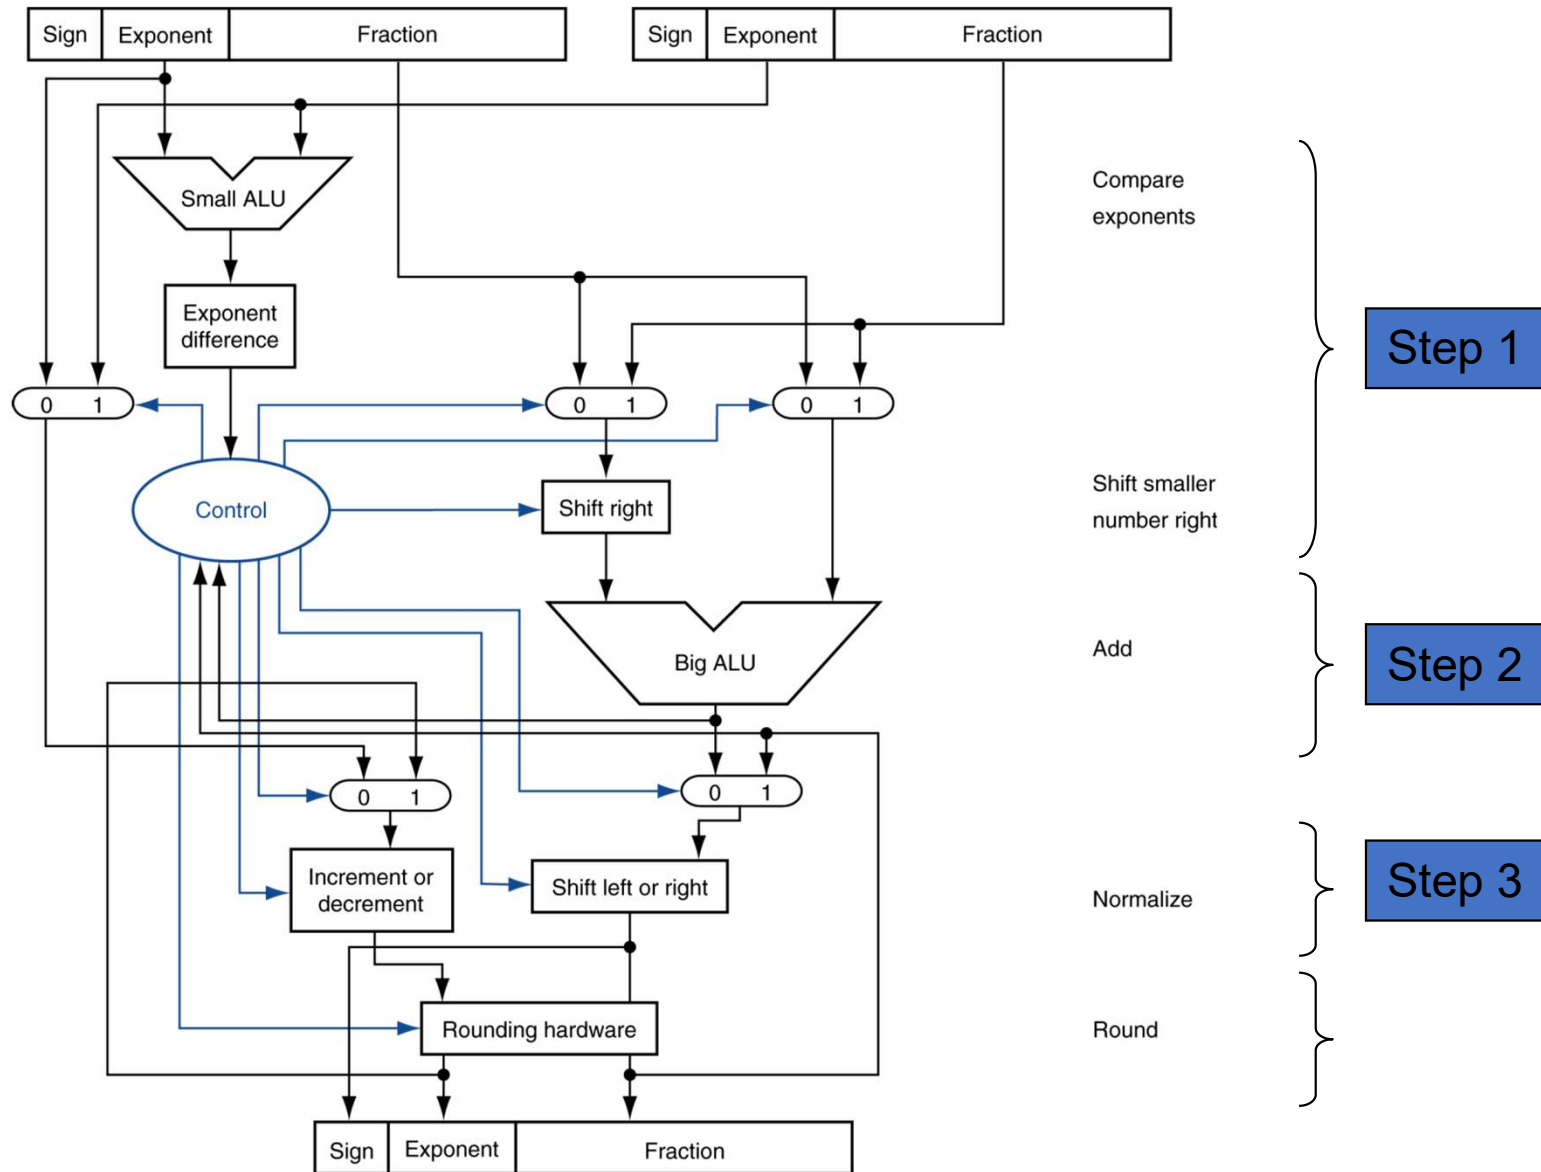 Sign Exponent Fraction
Sign Exponent Fraction
Small ALU
Compare
exponents
Exponent
difference
Step 1
0 1
0 1
0 1
Control
Shift right
Shift smaller
number right
Big ALU
Add
Step 2
0 1
0 1
Increment or
decrement
Shift left or right
Normalize
Step 3
Rounding hardware
Round
Sign Exponent Fraction